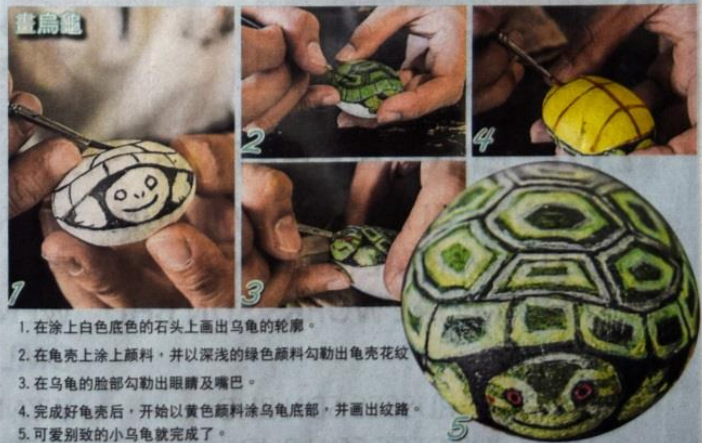 畫烏龜
1
2
3
4
5
1. 在涂上白色底色的石头上画出乌龟的轮廓。
2. 在龟壳上涂上颜料，并以深浅的绿色颜料勾勒出龟壳花纹
3. 在乌龟的脸部勾勒出眼睛及嘴巴。
4. 完成好龟壳后，开始以黄色颜料涂乌龟底部，并画出纹路。
5. 可爱别致的小乌龟就完成了。